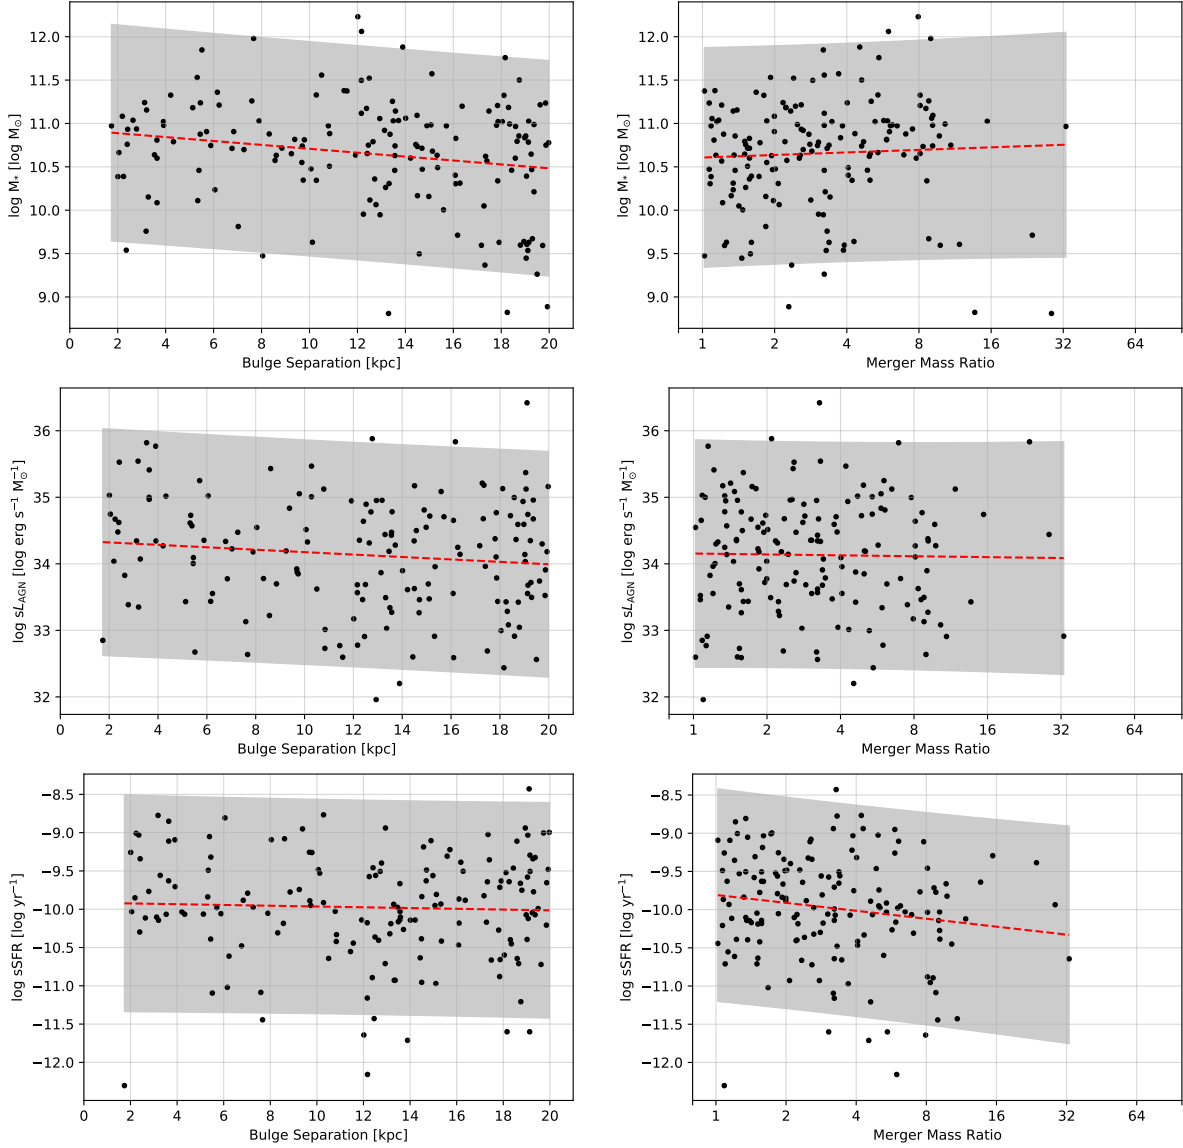 12.0
11.5
11.0
10.5
10.0
9.5
9.0
log M* [log M⊙]
0 2 4 6 8 10 12 14 16 18 20
Bulge Separation [kpc]
12.0
11.5
11.0
10.5
10.0
9.5
9.0
log M* [log M⊙]
1 2 4 8 16 32 64
Merger Mass Ratio
36
35
34
33
32
log sL_AGN [log erg s⁻¹ M⊙⁻¹]
0 2 4 6 8 10 12 14 16 18 20
Bulge Separation [kpc]
36
35
34
33
32
log sL_AGN [log erg s⁻¹ M⊙⁻¹]
1 2 4 8 16 32 64
Merger Mass Ratio
−8.5
−9.0
−9.5
−10.0
−10.5
−11.0
−11.5
−12.0
log sSFR [log yr⁻¹]
0 2 4 6 8 10 12 14 16 18 20
Bulge Separation [kpc]
−8.5
−9.0
−9.5
−10.0
−10.5
−11.0
−11.5
−12.0
log sSFR [log yr⁻¹]
1 2 4 8 16 32 64
Merger Mass Ratio